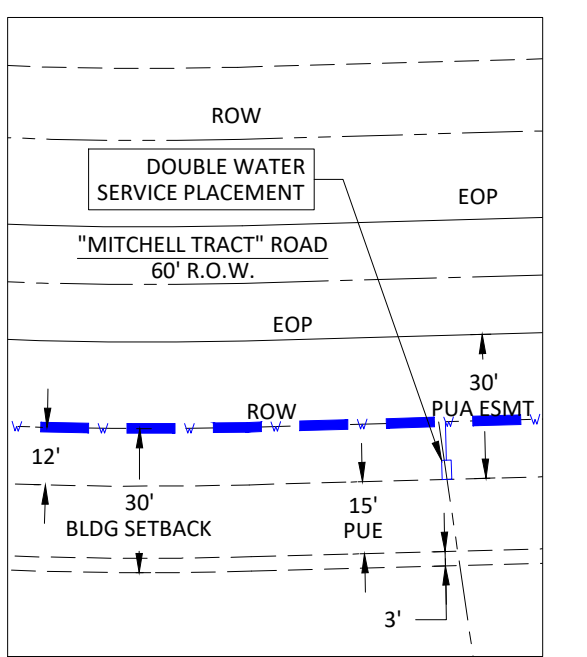 ROW
DOUBLE WATER
SERVICE PLACEMENT
EOP
"MITCHELL TRACT" ROAD
60' R.O.W.
EOP
30'
PUA ESMT
ROW
W W W W W W W
12'
30'
BLDG SETBACK
15'
PUE
3'